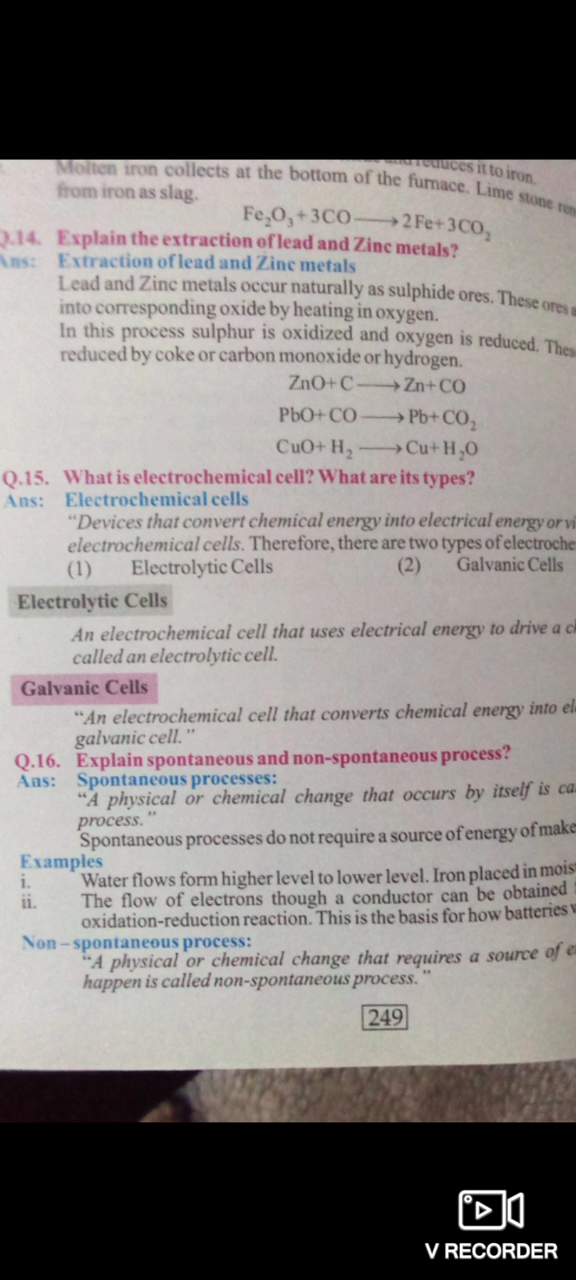 Molten iron collects at the bottom of the furnace. Lime stone
reduces it to iron.
from iron as slag.
Fe₂O₃+3CO⟶2Fe+3CO₂
Q.14. Explain the extraction of lead and Zinc metals?
Ans: Extraction of lead and Zinc metals
Lead and Zinc metals occur naturally as sulphide ores. These ores
into corresponding oxide by heating in oxygen.
In this process sulphur is oxidized and oxygen is reduced.
reduced by coke or carbon monoxide or hydrogen.
ZnO+C⟶Zn+CO
PbO+CO⟶Pb+CO₂
CuO+H₂⟶Cu+H₂O
Q.15. What is electrochemical cell? What are its types?
Ans: Electrochemical cells
“Devices that convert chemical energy into electrical energy or
electrochemical cells. Therefore, there are two types of
(1) Electrolytic Cells (2) Galvanic Cells
Electrolytic Cells
An electrochemical cell that uses electrical energy to drive a
called an electrolytic cell.
Galvanic Cells
“An electrochemical cell that converts chemical energy into
galvanic cell.”
Q.16. Explain spontaneous and non-spontaneous process?
Ans: Spontaneous processes:
“A physical or chemical change that occurs by itself is
process.”
Spontaneous processes do not require a source of energy of make
Examples
i. Water flows form higher level to lower level. Iron placed in
ii. The flow of electrons though a conductor can be obtained
oxidation-reduction reaction. This is the basis for how batteries
Non – spontaneous process:
“A physical or chemical change that requires a source of
happen is called non-spontaneous process.”
249
V RECORDER